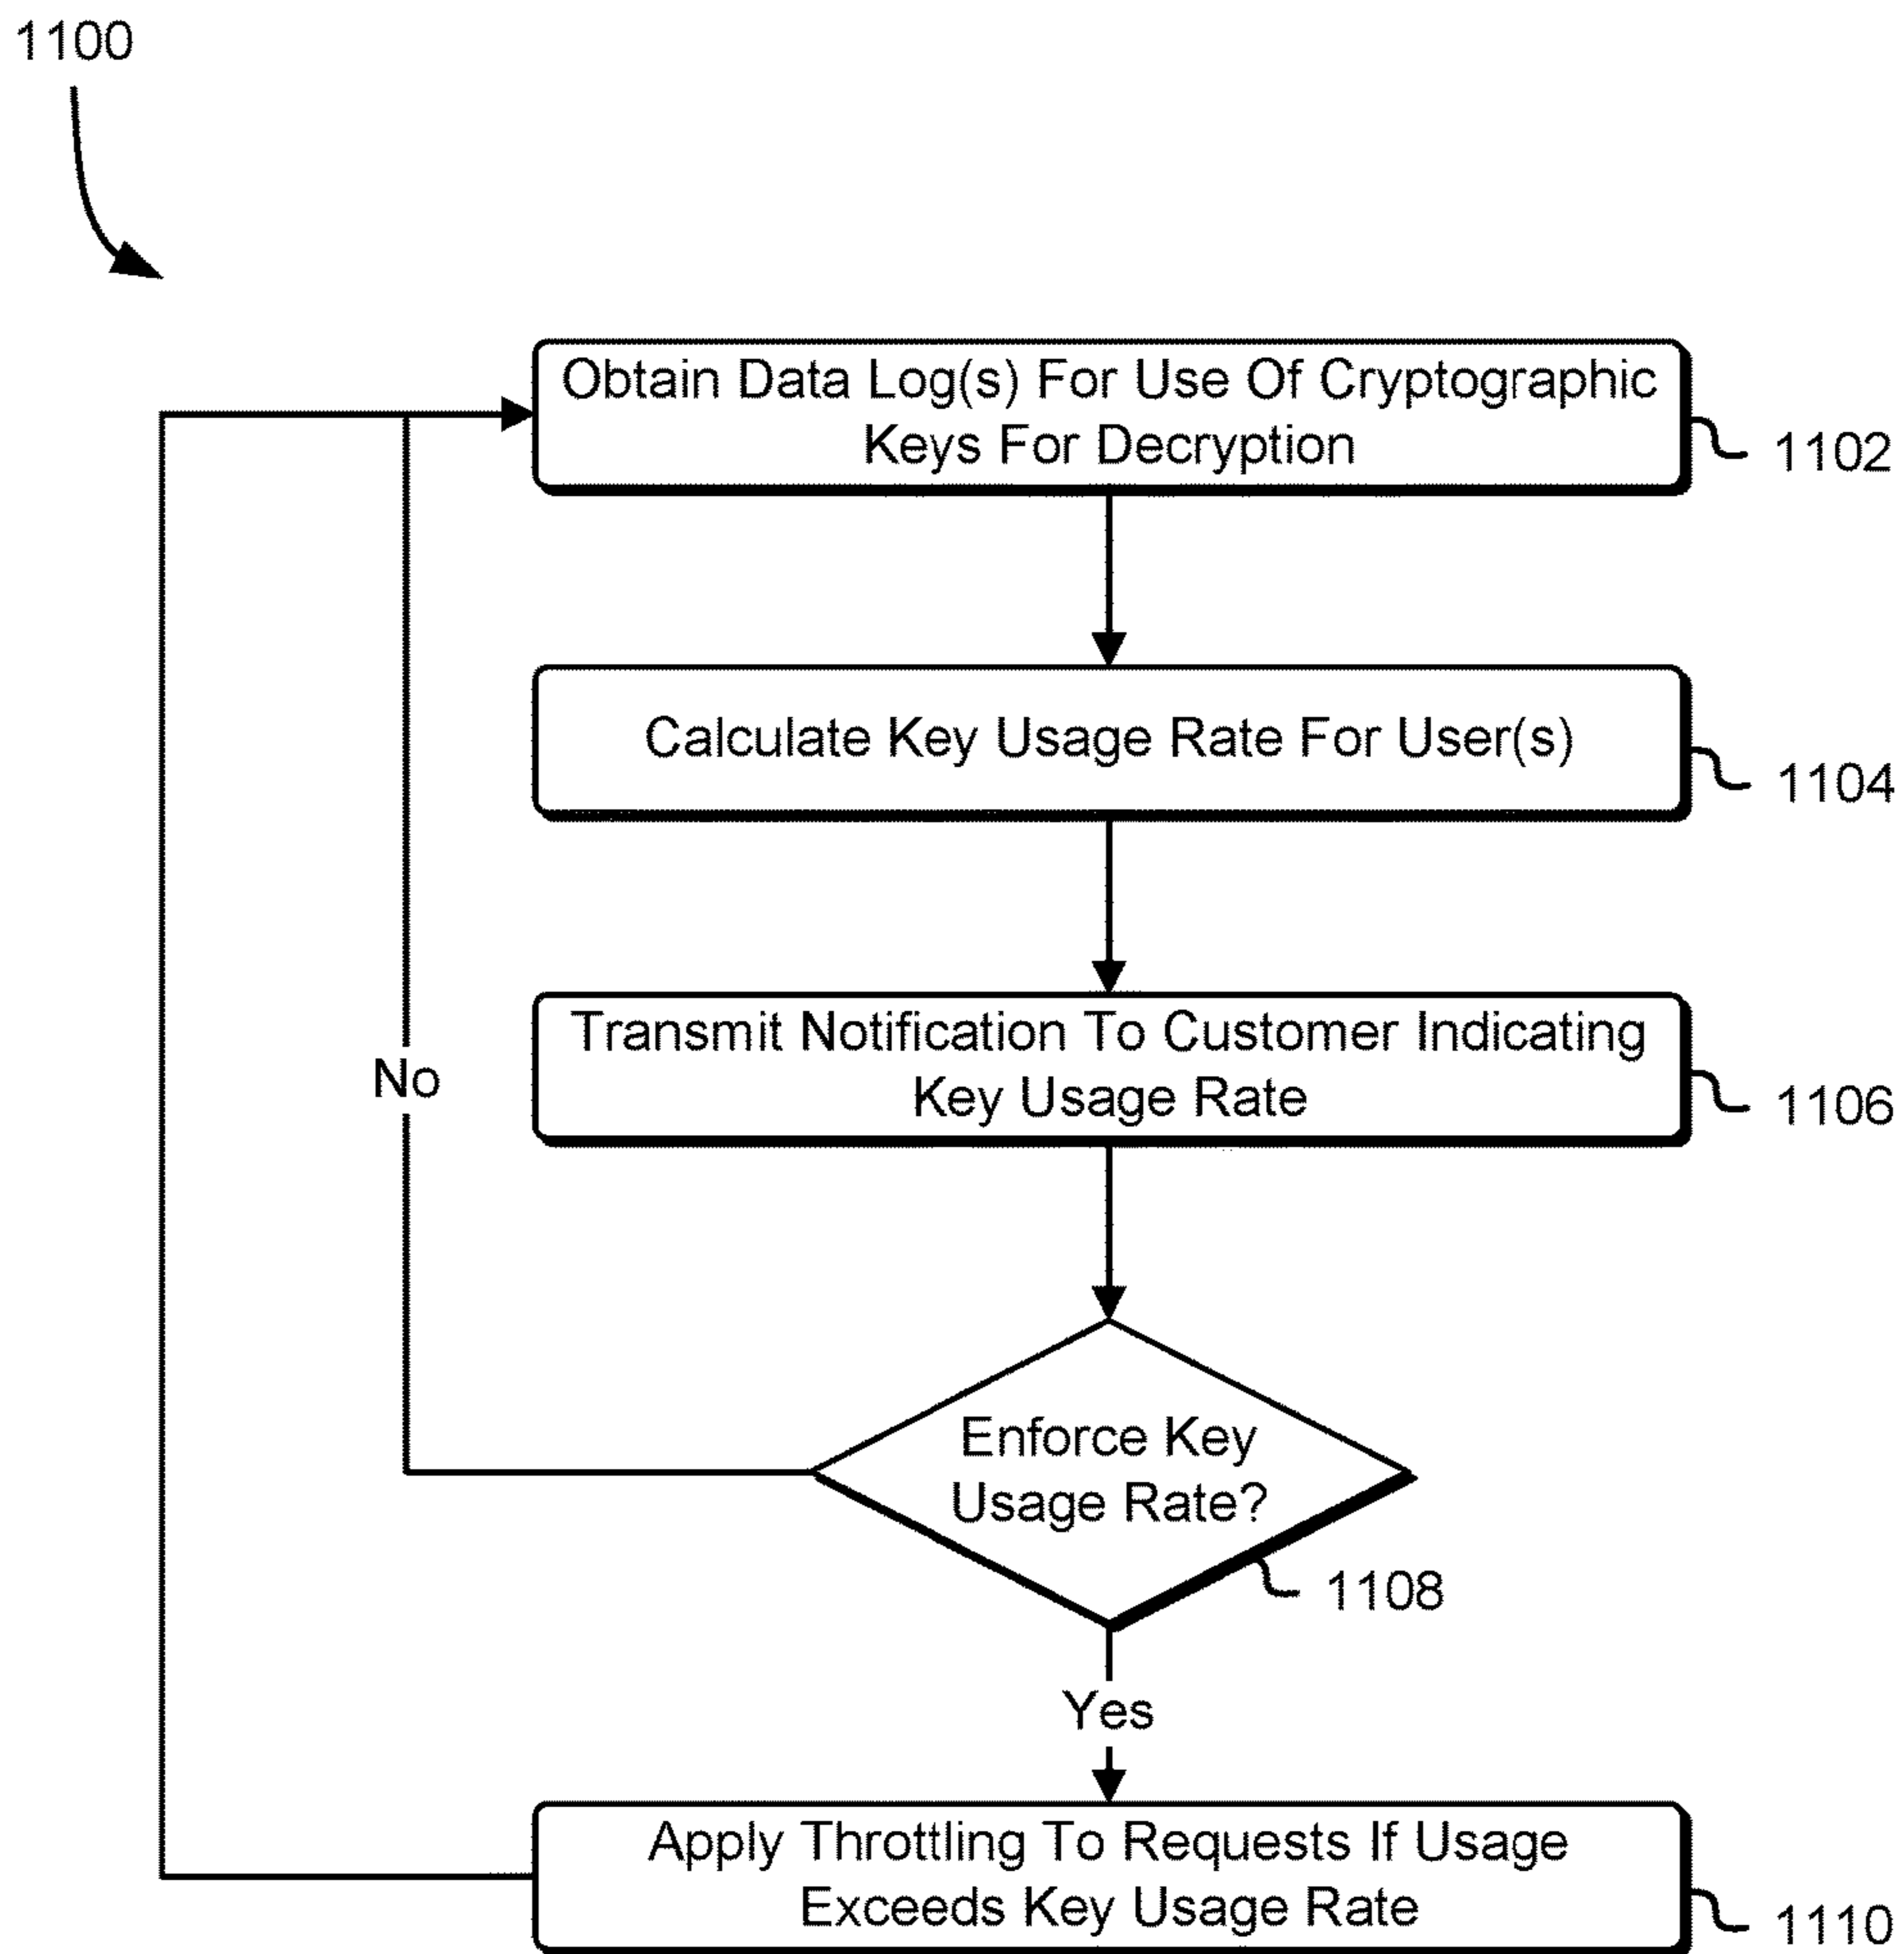 1100
Obtain Data Log(s) For Use Of Cryptographic
Keys For Decryption
1102
Calculate Key Usage Rate For User(s)
1104
Transmit Notification To Customer Indicating
Key Usage Rate
1106
No
Enforce Key
Usage Rate?
1108
Yes
Apply Throttling To Requests If Usage
Exceeds Key Usage Rate
1110